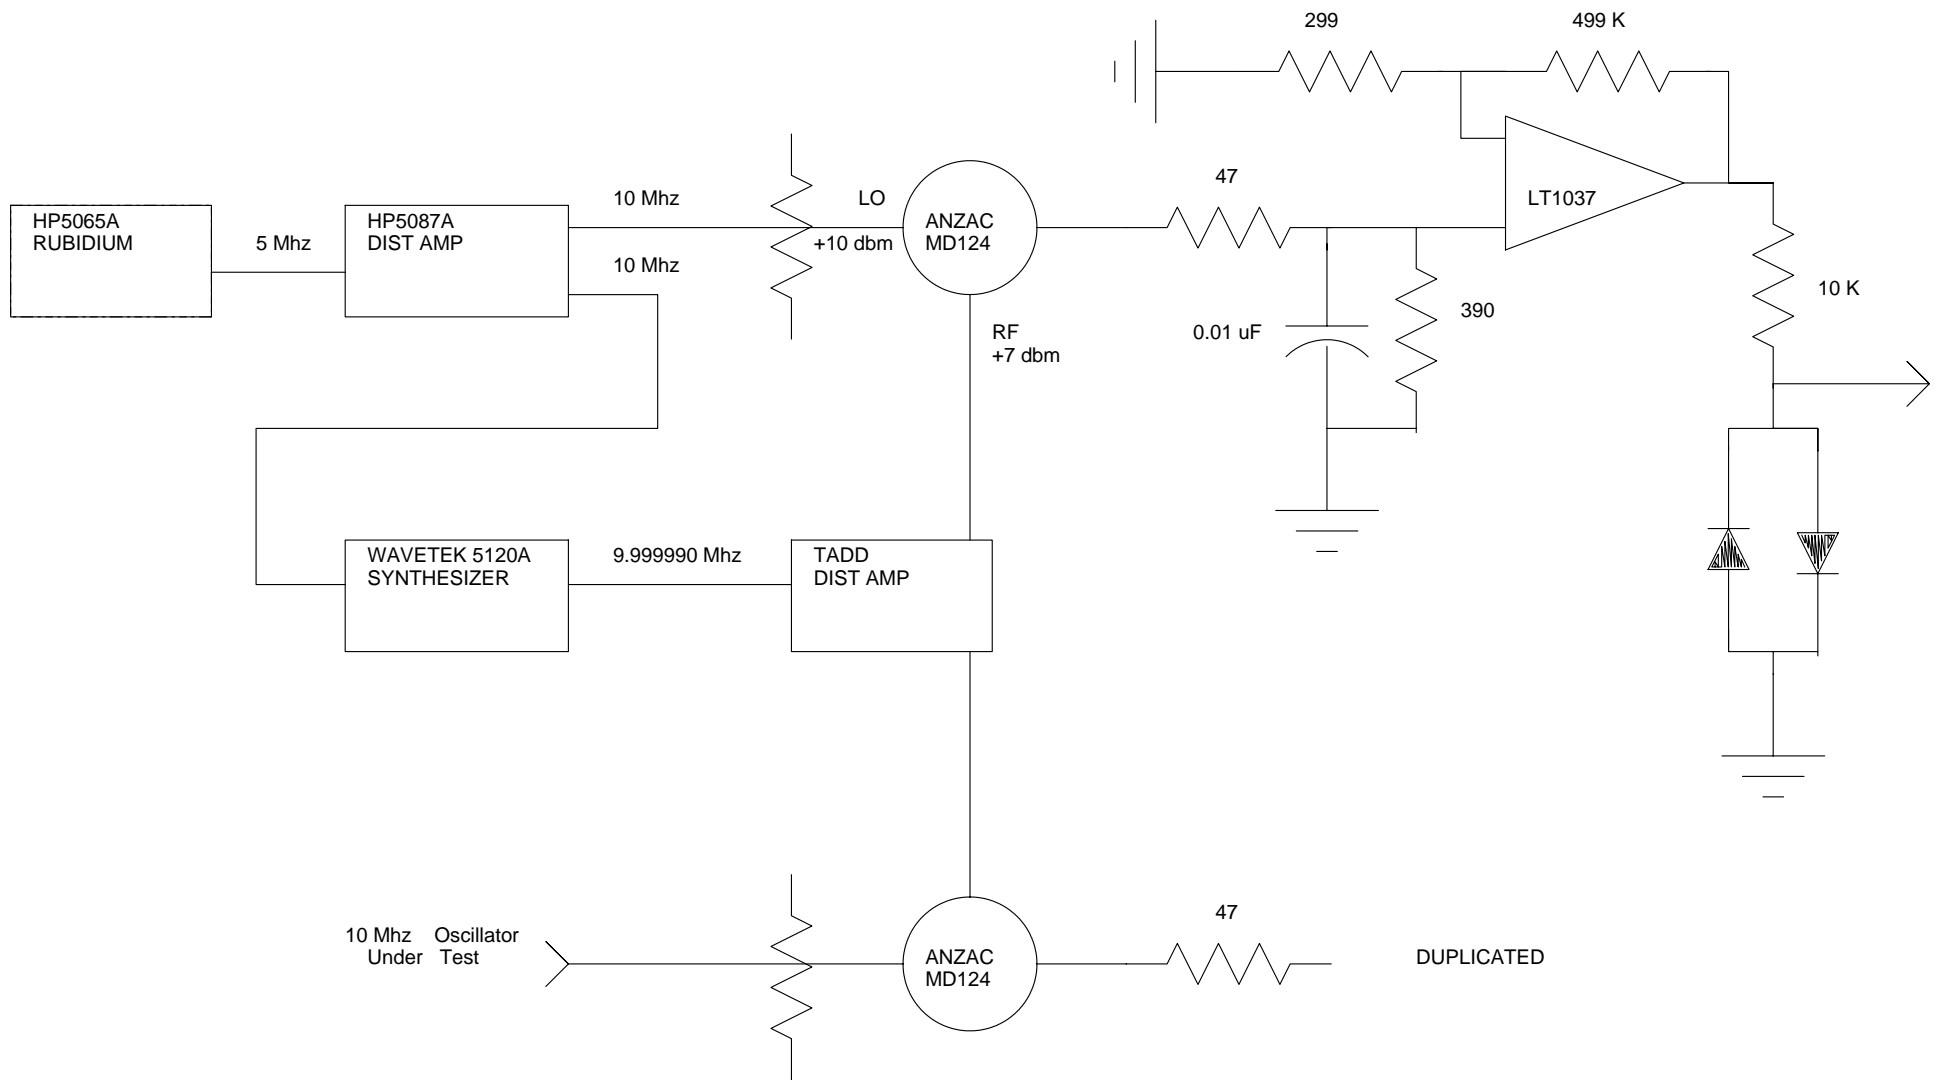 299
499 K
47
LT1037
10 Mhz
LO
+10 dbm
ANZAC
MD124
HP5065A
RUBIDIUM
5 Mhz
HP5087A
DIST AMP
10 Mhz
10 K
390
0.01 uF
RF
+7 dbm
WAVETEK 5120A
SYNTHESIZER
9.999990 Mhz
TADD
DIST AMP
10 Mhz Oscillator
Under Test
ANZAC
MD124
47
DUPLICATED